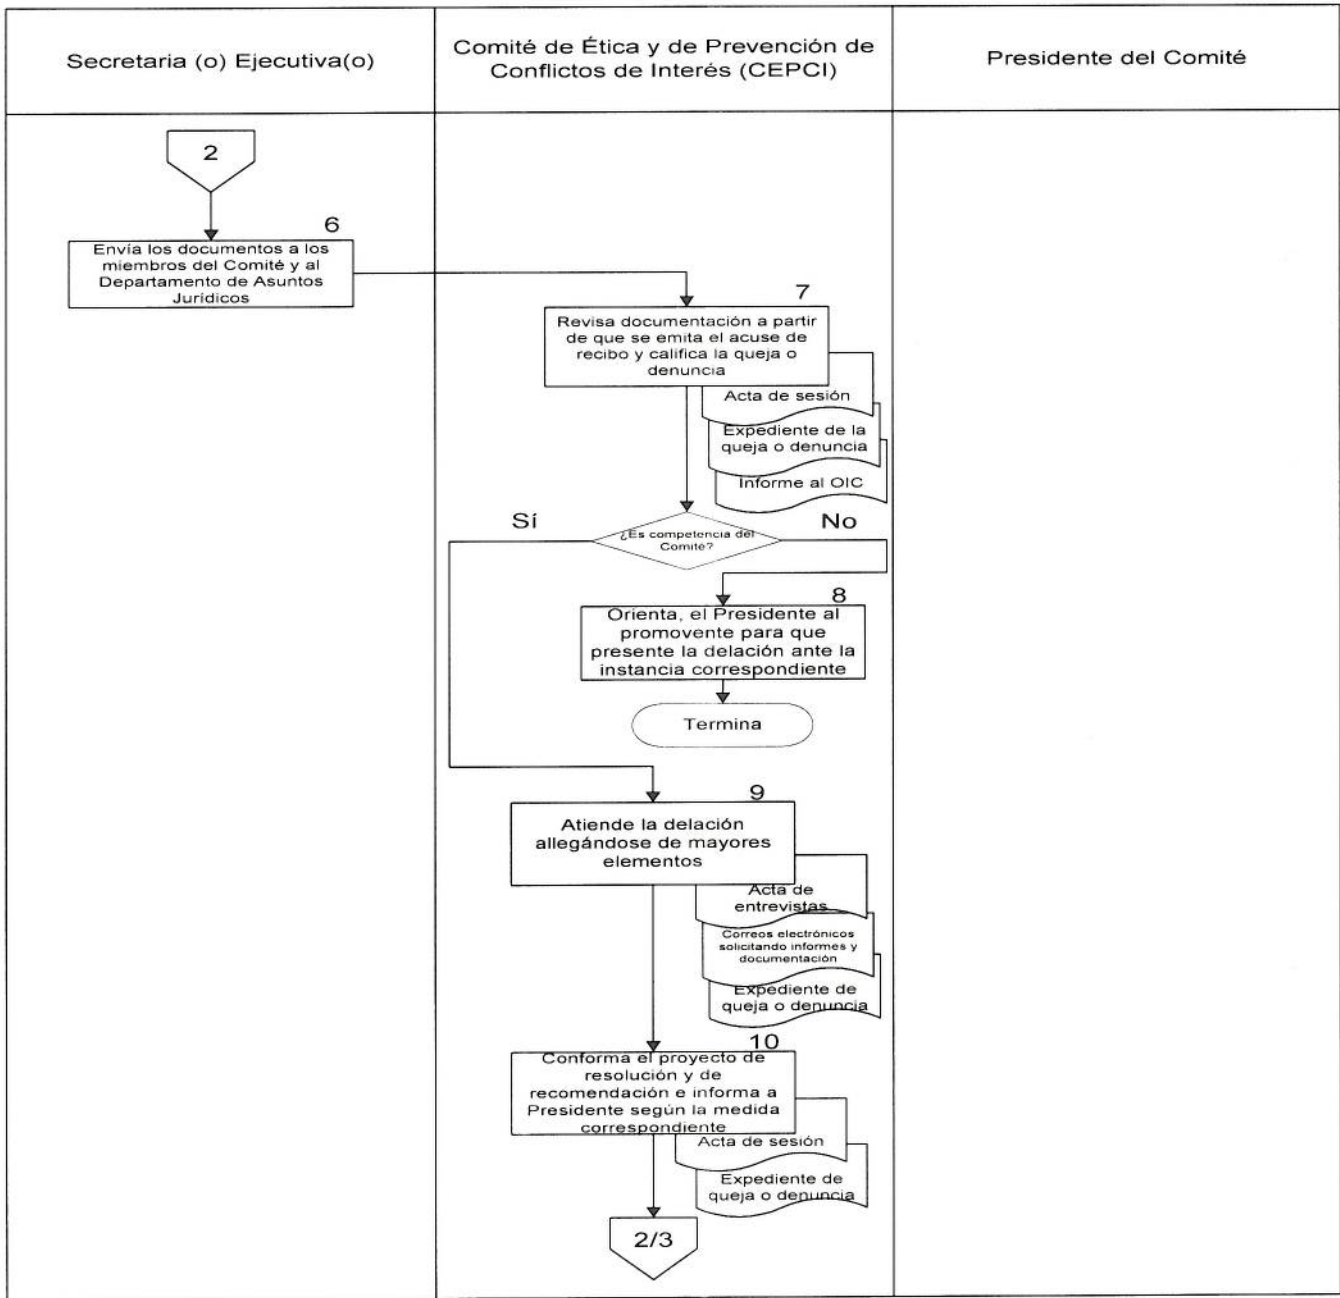 Secretaria (o) Ejecutiva(o)
Comité de Ética y de Prevención de
Conflictos de Interés (CEPCI)
Presidente del Comité
2
6
Envía los documentos a los
miembros del Comité y al
Departamento de Asuntos
Jurídicos
7
Revisa documentación a partir
de que se emita el acuse de
recibo y califica la queja o
denuncia
Acta de sesión
Expediente de la
queja o denuncia
Informe al OIC
Sí
¿Es competencia del
Comité?
No
8
Orienta, el Presidente al
promovente para que
presente la delación ante la
instancia correspondiente
Termina
9
Atiende la delación
allegándose de mayores
elementos
Acta de
entrevistas
Correos electrónicos
solicitando informes y
documentación
Expediente de
queja o denuncia
10
Conforma el proyecto de
resolución y de
recomendación e informa a
Presidente según la medida
correspondiente
Acta de sesión
Expediente de
queja o denuncia
2/3